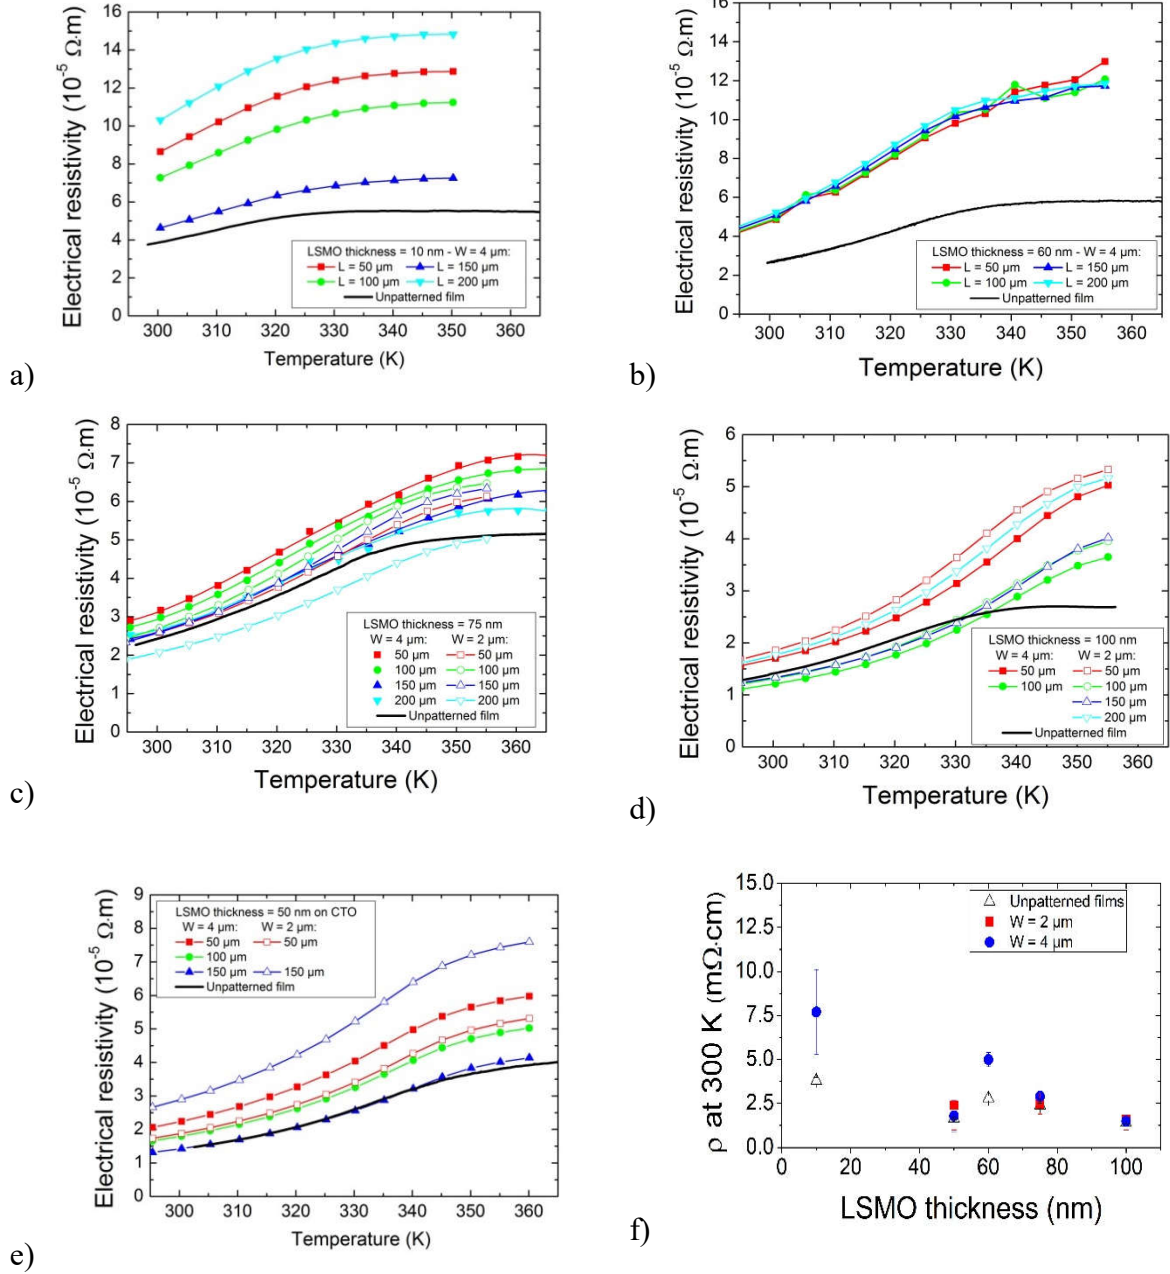 16
14
12
10
8
6
4
2
0
Electrical resistivity (10⁻⁵ Ω·m)
LSMO thickness = 10 nm - W = 4 µm:
L = 50 µm L = 150 µm
L = 100 µm L = 200 µm
Unpatterned film
300 310 320 330 340 350 360
Temperature (K)
a)
16
14
12
10
8
6
4
2
0
Electrical resistivity (10⁻⁵ Ω·m)
LSMO thickness = 60 nm - W = 4 µm:
L = 50 µm L = 150 µm
L = 100 µm L = 200 µm
Unpatterned film
300 310 320 330 340 350 360
Temperature (K)
b)
8
7
6
5
4
3
2
1
0
Electrical resistivity (10⁻⁵ Ω·m)
LSMO thickness = 75 nm
W = 4 µm: W = 2 µm:
50 µm 50 µm
100 µm 100 µm
150 µm 150 µm
200 µm 200 µm
Unpatterned film
300 310 320 330 340 350 360
Temperature (K)
c)
6
5
4
3
2
1
0
Electrical resistivity (10⁻⁵ Ω·m)
LSMO thickness = 100 nm
W = 4 µm: W = 2 µm:
50 µm 50 µm
100 µm 100 µm
150 µm
200 µm
Unpatterned film
300 310 320 330 340 350 360
Temperature (K)
d)
9
8
7
6
5
4
3
2
1
0
Electrical resistivity (10⁻⁵ Ω·m)
LSMO thickness = 50 nm on CTO
W = 4 µm: W = 2 µm:
50 µm 50 µm
100 µm
150 µm 150 µm
Unpatterned film
300 310 320 330 340 350 360
Temperature (K)
e)
15.0
12.5
10.0
7.5
5.0
2.5
0.0
ρ at 300 K (mΩ·cm)
Unpatterned films
W = 2 µm
W = 4 µm
0 20 40 60 80 100
LSMO thickness (nm)
f)